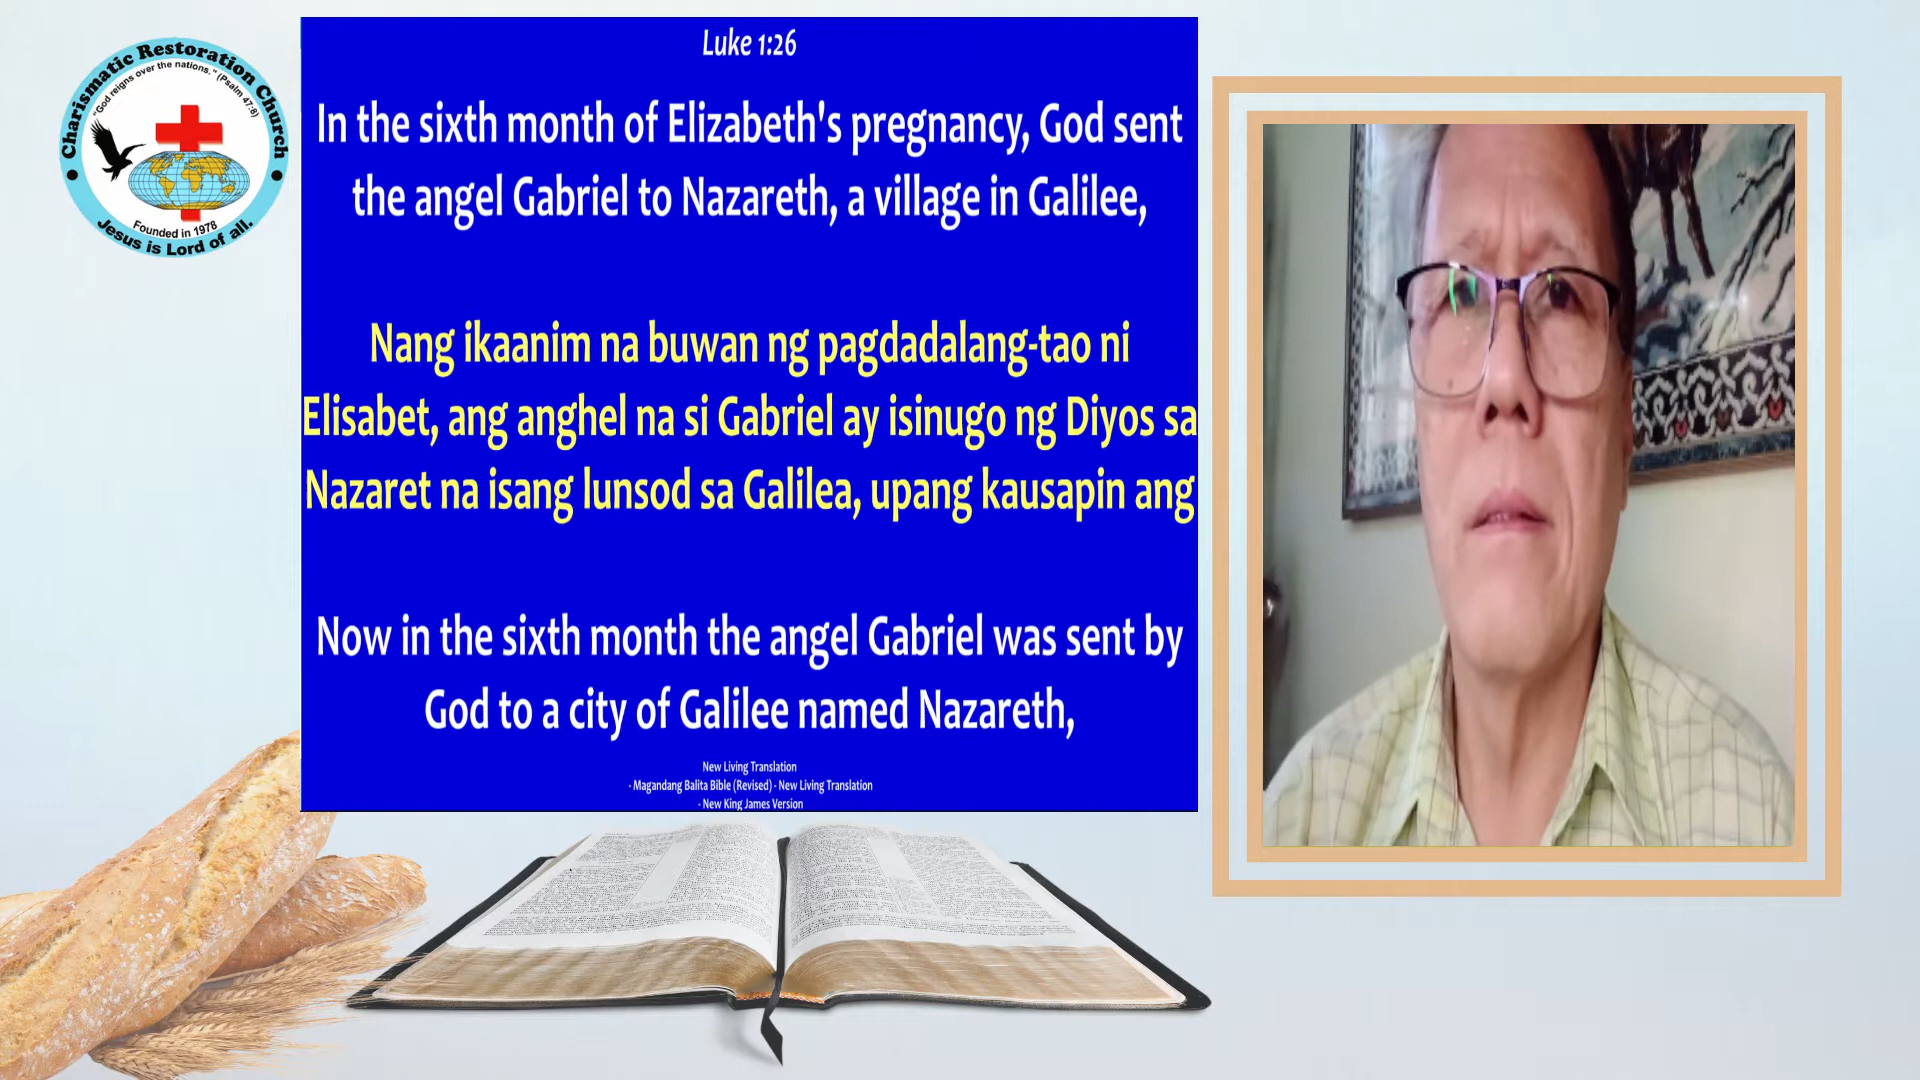 Charismatic Restoration Church
"God reigns over the nations." (Psalm 47:8)
Founded in 1978
Jesus is Lord of all.
Luke 1:26
In the sixth month of Elizabeth's pregnancy, God sent
the angel Gabriel to Nazareth, a village in Galilee,
Nang ikaanim na buwan ng pagdadalang-tao ni
Elisabet, ang anghel na si Gabriel ay isinugo ng Diyos sa
Nazaret na isang lunsod sa Galilea, upang kausapin ang
Now in the sixth month the angel Gabriel was sent by
God to a city of Galilee named Nazareth,
New Living Translation
- Magandang Balita Bible (Revised) - New Living Translation
- New King James Version